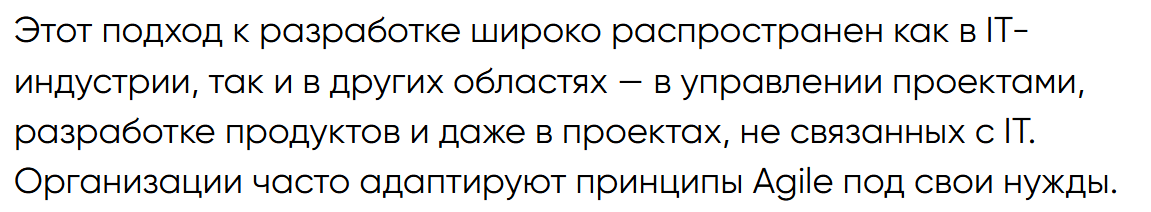 Этот подход к разработке широко распространен как в IT-
индустрии, так и в других областях — в управлении проектами,
разработке продуктов и даже в проектах, не связанных с IT.
Организации часто адаптируют принципы Agile под свои нужды.